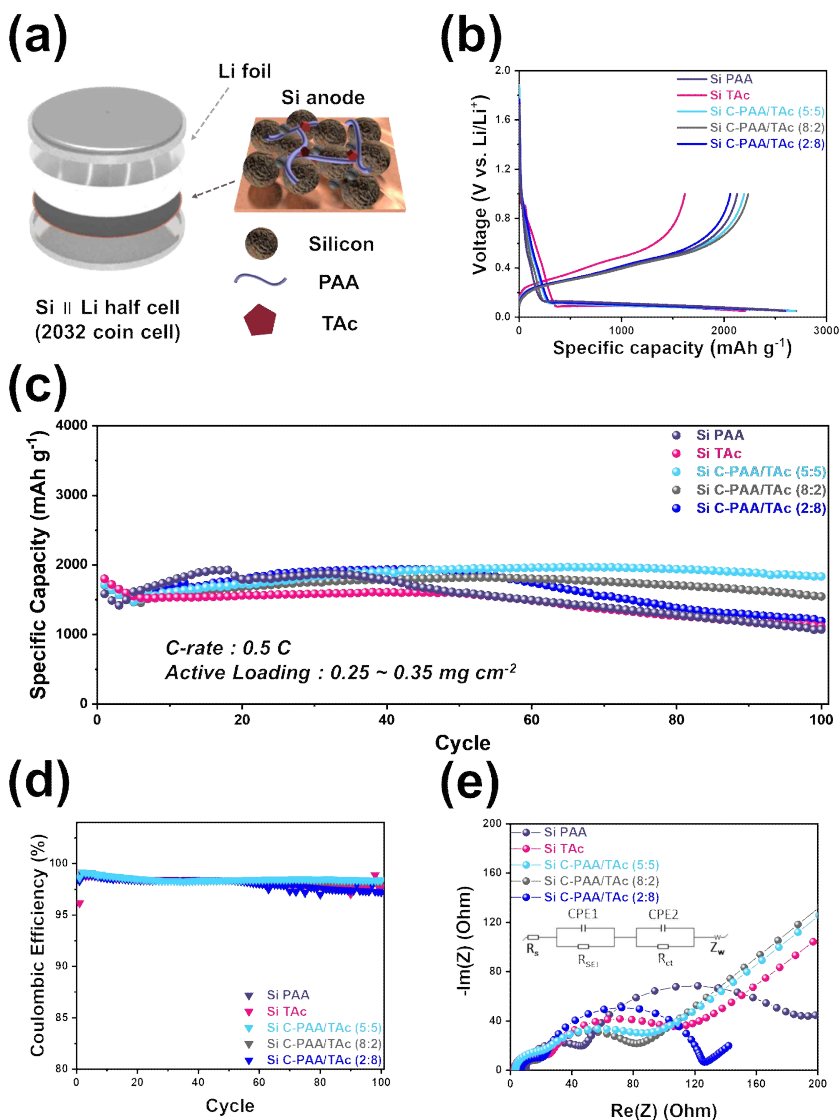 (a)
Li foil
Si anode
Silicon
PAA
TAc
Si || Li half cell
(2032 coin cell)
(b)
Voltage (V vs. Li/Li⁺)
2.0
1.6
1.2
0.8
0.4
0.0
Si PAA
Si TAc
Si C-PAA/TAc (5:5)
Si C-PAA/TAc (8:2)
Si C-PAA/TAc (2:8)
0
1000
2000
3000
Specific capacity (mAh g⁻¹)
(c)
Specific Capacity (mAh g⁻¹)
4000
3000
2000
1000
0
Si PAA
Si TAc
Si C-PAA/TAc (5:5)
Si C-PAA/TAc (8:2)
Si C-PAA/TAc (2:8)
C-rate : 0.5 C
Active Loading : 0.25 ~ 0.35 mg cm⁻²
0
20
40
60
80
100
Cycle
(d)
Coulombic Efficiency (%)
100
95
90
85
80
Si PAA
Si TAc
Si C-PAA/TAc (5:5)
Si C-PAA/TAc (8:2)
Si C-PAA/TAc (2:8)
0
20
40
60
80
100
Cycle
(e)
-Im(Z) (Ohm)
200
160
120
80
40
0
Si PAA
Si TAc
Si C-PAA/TAc (5:5)
Si C-PAA/TAc (8:2)
Si C-PAA/TAc (2:8)
CPE1
CPE2
Rs
RSEI
Rct
Zw
0
40
80
120
160
200
Re(Z) (Ohm)